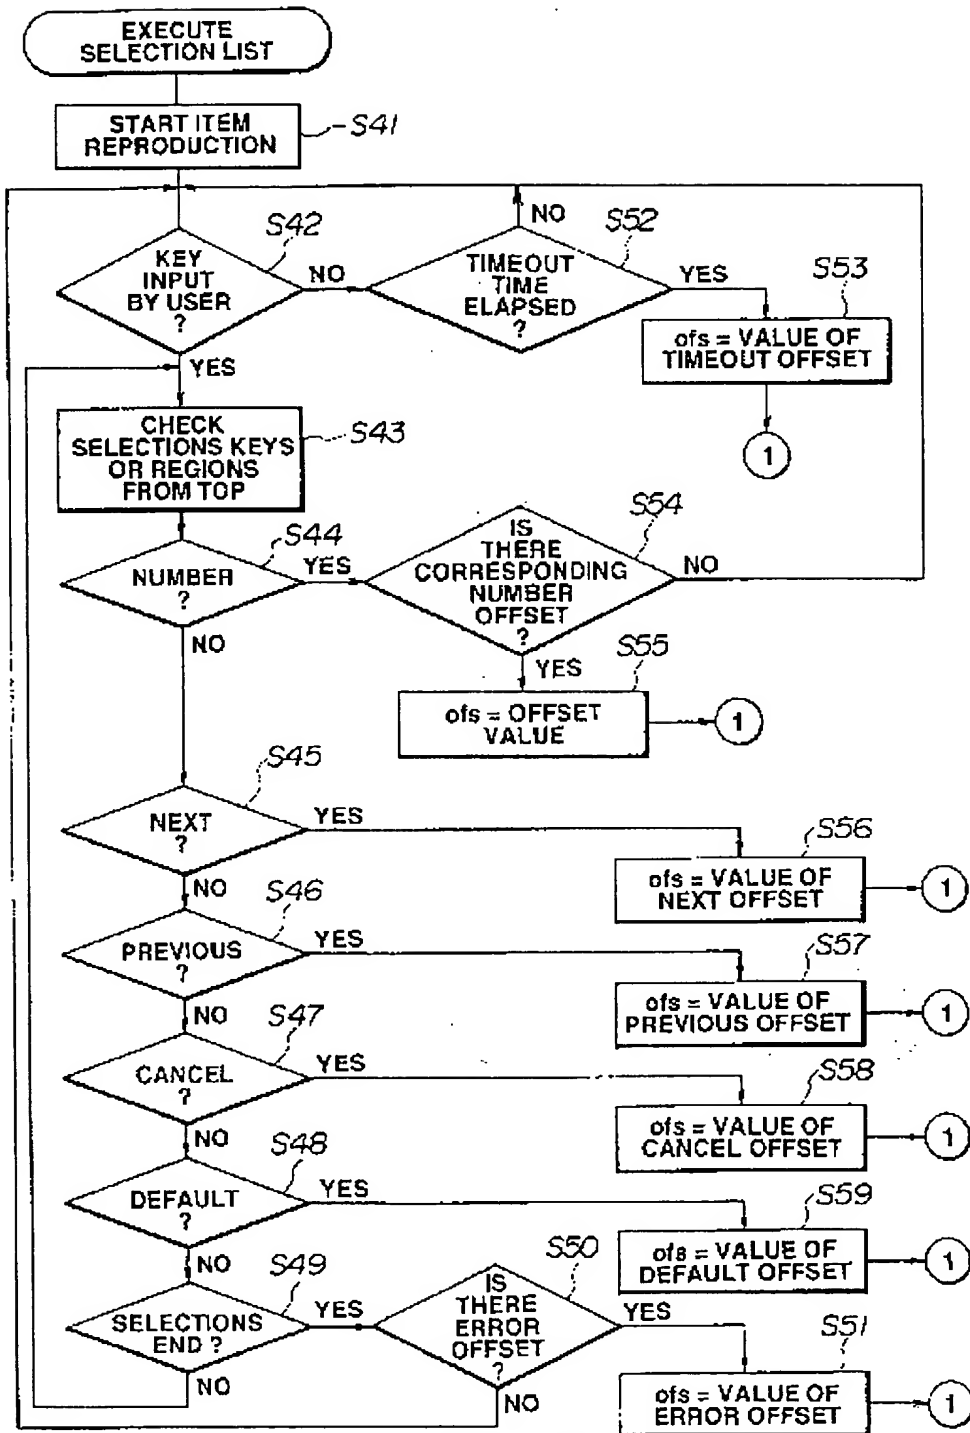 EXECUTE
SELECTION LIST
START ITEM
REPRODUCTION
S41
S42
KEY
INPUT
BY USER
?
NO
YES
S52
NO
TIMEOUT
TIME
ELAPSED
?
YES
S53
ofs = VALUE OF
TIMEOUT OFFSET
1
CHECK
SELECTIONS KEYS
OR REGIONS
FROM TOP
S43
S44
NUMBER
?
YES
NO
S54
IS
THERE
CORRESPONDING
NUMBER
OFFSET
?
NO
YES
S55
ofs = OFFSET
VALUE
1
S45
NEXT
?
YES
NO
S56
ofs = VALUE OF
NEXT OFFSET
1
S46
PREVIOUS
?
YES
NO
S57
ofs = VALUE OF
PREVIOUS OFFSET
1
S47
CANCEL
?
YES
NO
S58
ofs = VALUE OF
CANCEL OFFSET
1
S48
DEFAULT
?
YES
NO
S59
ofs = VALUE OF
DEFAULT OFFSET
1
S49
SELECTIONS
END ?
YES
NO
S50
IS
THERE
ERROR
OFFSET
?
YES
NO
S51
ofs = VALUE OF
ERROR OFFSET
1